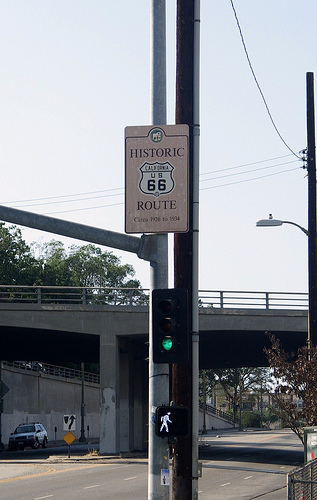 HISTORIC
CALIFORNIA
US
66
ROUTE
Circa 1926 to 1934